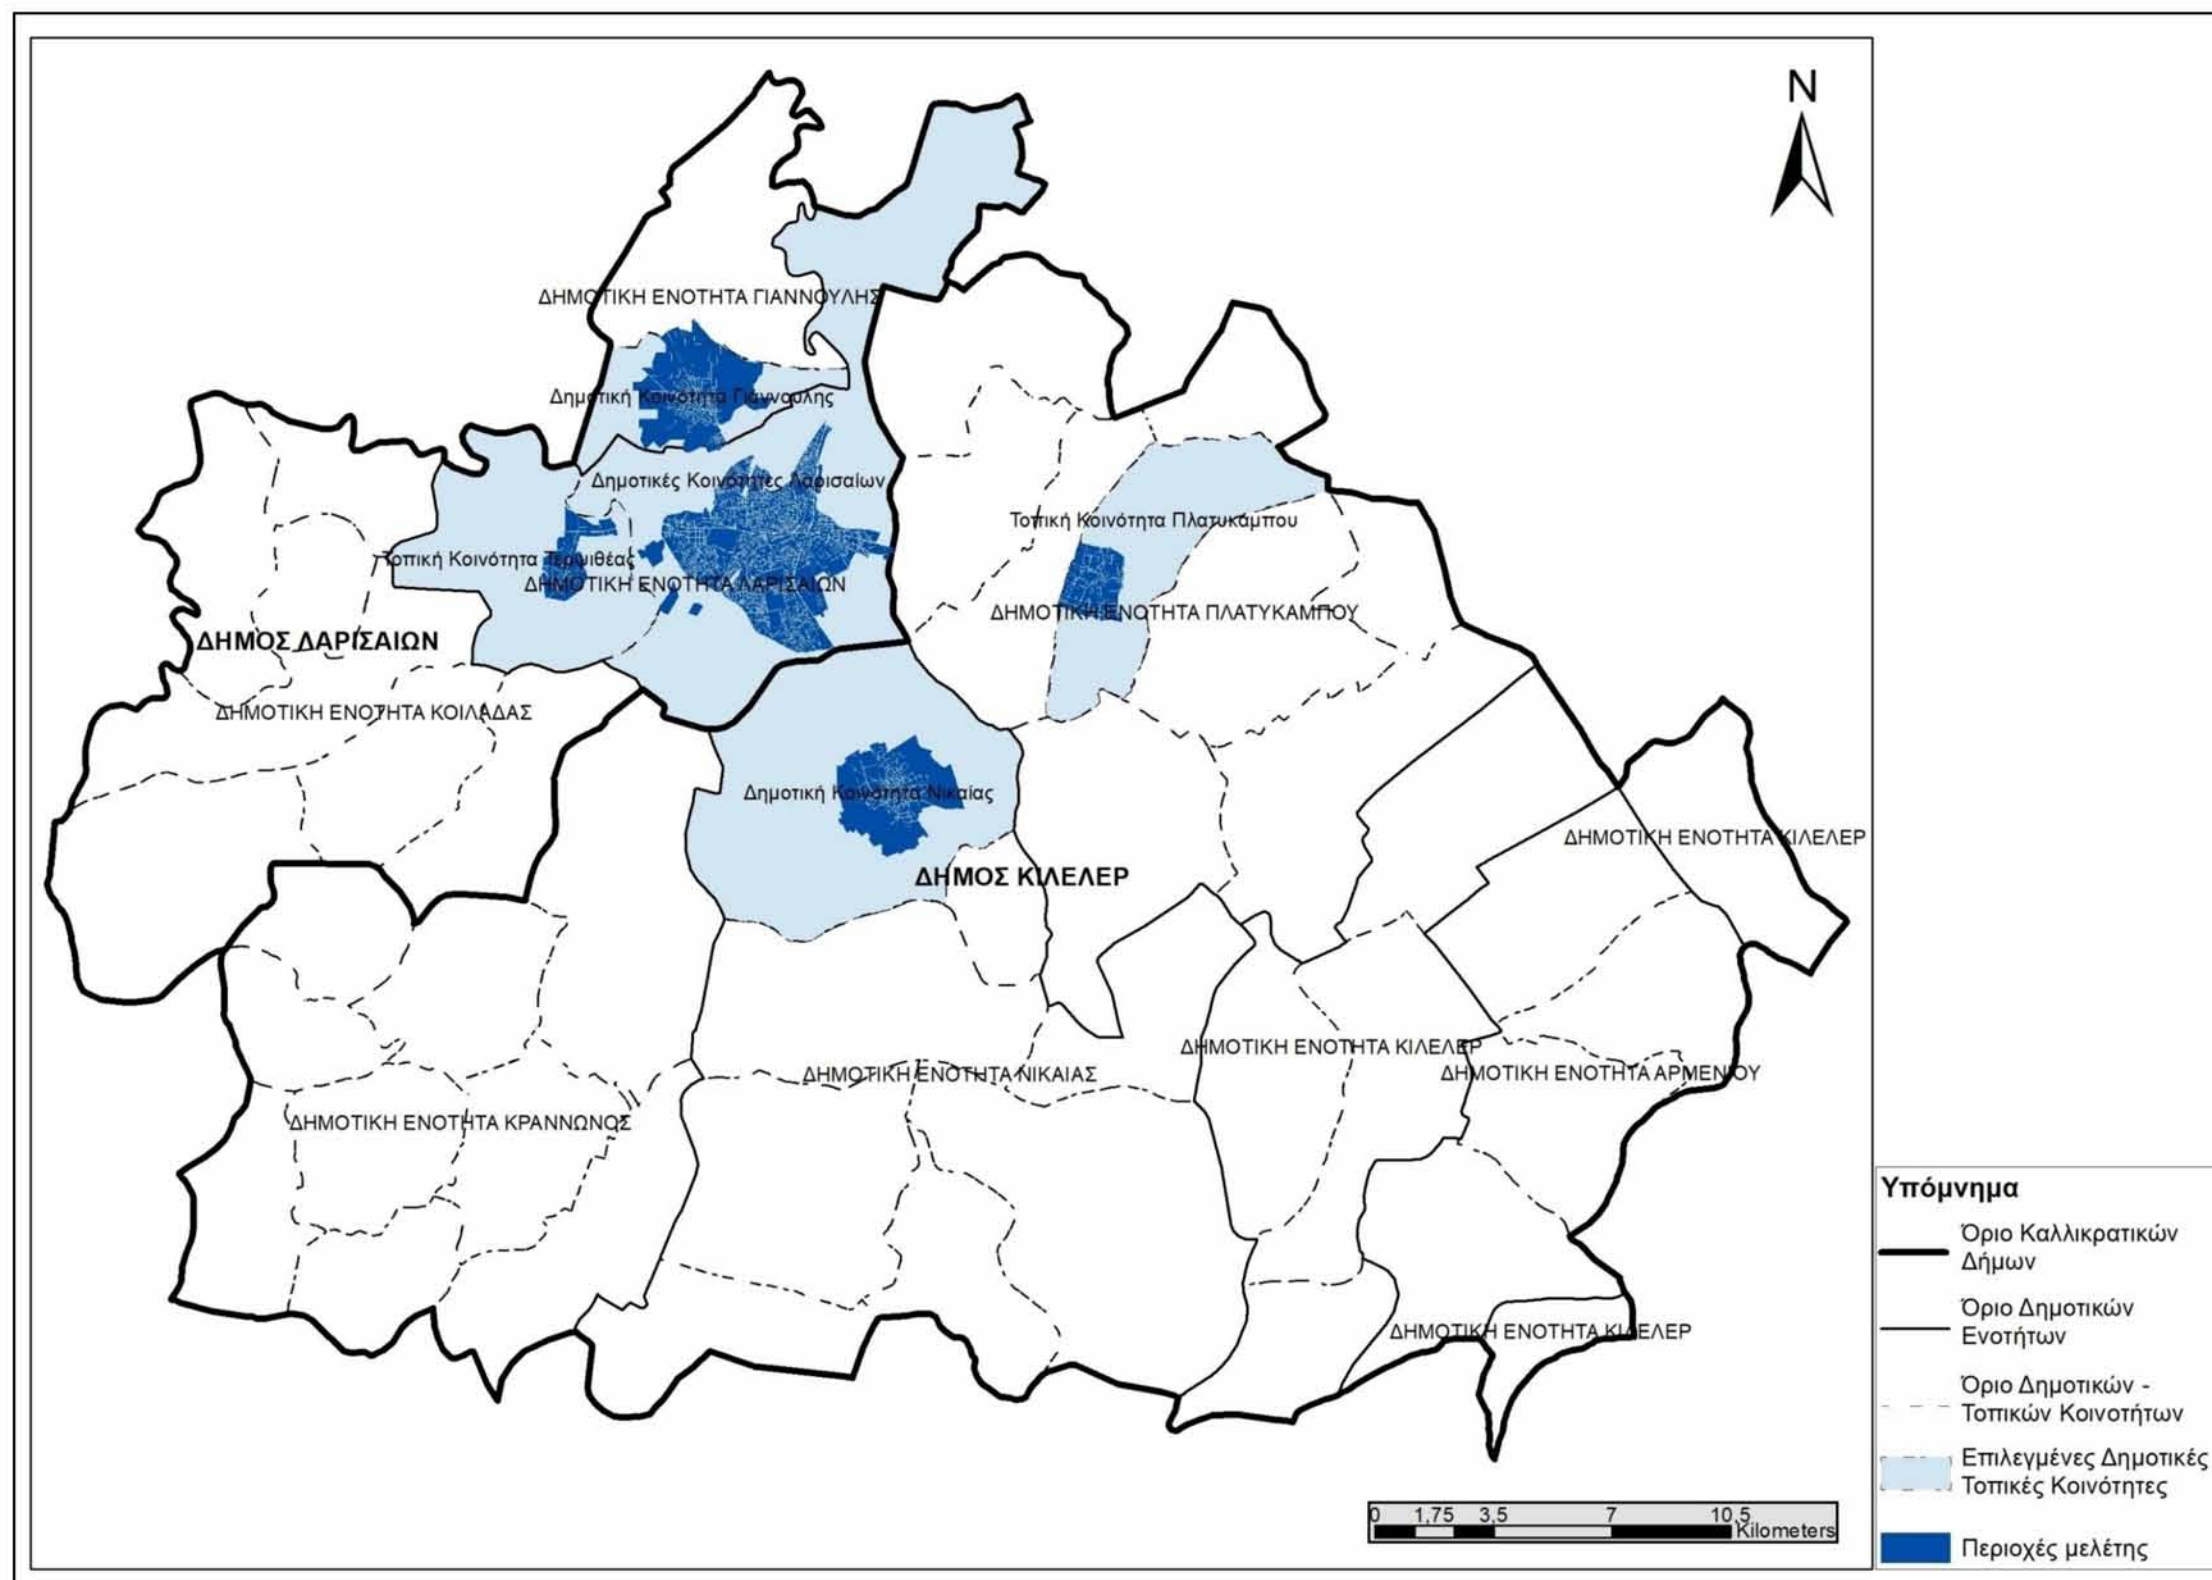 N
ΔΗΜΟΤΙΚΗ ΕΝΟΤΗΤΑ ΓΙΑΝΝΟΥΛΗΣ
Δημοτική Κοινότητα Γιάννουλης
Δημοτικές Κοινότητες Λαρισαίων
Τοπική Κοινότητα Πλατυκάμπου
Τοπική Κοινότητα Τερψιθέας
ΔΗΜΟΤΙΚΗ ΕΝΟΤΗΤΑ ΛΑΡΙΣΑΙΩΝ
ΔΗΜΟΤΙΚΗ ΕΝΟΤΗΤΑ ΠΛΑΤΥΚΑΜΠΟΥ
ΔΗΜΟΣ ΛΑΡΙΣΑΙΩΝ
ΔΗΜΟΤΙΚΗ ΕΝΟΤΗΤΑ ΚΟΙΛΑΔΑΣ
Δημοτική Κοινότητα Νικαίας
ΔΗΜΟΤΙΚΗ ΕΝΟΤΗΤΑ ΚΙΛΕΛΕΡ
ΔΗΜΟΣ ΚΙΛΕΛΕΡ
ΔΗΜΟΤΙΚΗ ΕΝΟΤΗΤΑ ΚΙΛΕΛΕΡ
ΔΗΜΟΤΙΚΗ ΕΝΟΤΗΤΑ ΝΙΚΑΙΑΣ
ΔΗΜΟΤΙΚΗ ΕΝΟΤΗΤΑ ΑΡΜΕΝΙΟΥ
ΔΗΜΟΤΙΚΗ ΕΝΟΤΗΤΑ ΚΡΑΝΝΩΝΟΣ
ΔΗΜΟΤΙΚΗ ΕΝΟΤΗΤΑ ΚΙΛΕΛΕΡ
0 1,75 3,5 7 10,5
Kilometers
Υπόμνημα
Όριο Καλλικρατικών
Δήμων
Όριο Δημοτικών
Ενοτήτων
Όριο Δημοτικών -
Τοπικών Κοινοτήτων
Επιλεγμένες Δημοτικές
Τοπικές Κοινότητες
Περιοχές μελέτης